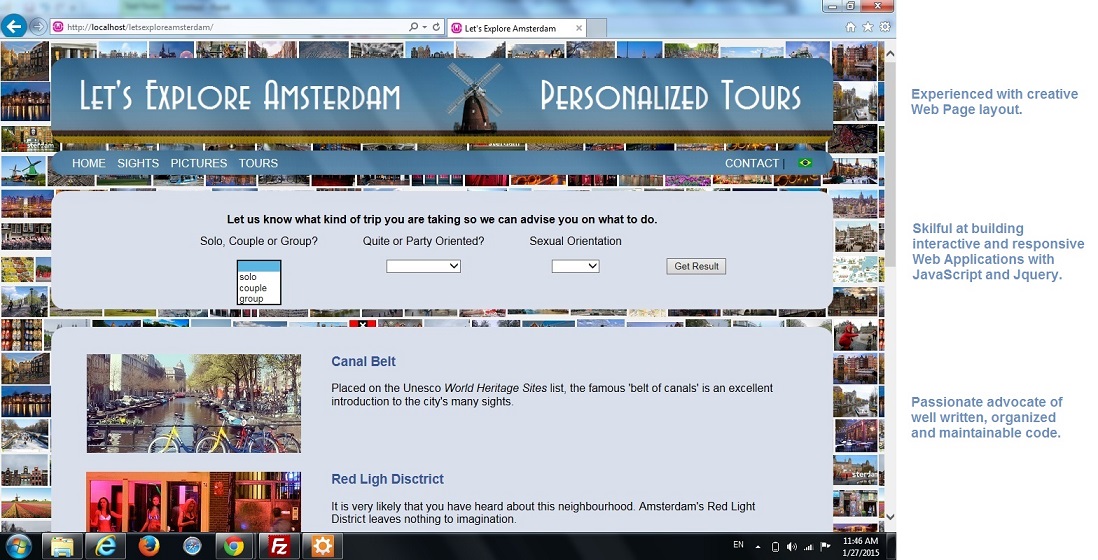 http://localhost/letsexploreamsterdam/
Let's Explore Amsterdam
LET'S EXPLORE AMSTERDAM
PERSONALIZED TOURS
HOME SIGHTS PICTURES TOURS
CONTACT |
Let us know what kind of trip you are taking so we can advise you on what to do.
Solo, Couple or Group? Quite or Party Oriented? Sexual Orientation
solo
couple
group
Get Result
Canal Belt
Placed on the Unesco World Heritage Sites list, the famous 'belt of canals' is an excellent
introduction to the city's many sights.
Red Ligh Disctrict
It is very likely that you have heard about this neighbourhood. Amsterdam's Red Light
District leaves nothing to imagination.
EN
11:46 AM
1/27/2015
Experienced with creative
Web Page layout.
Skilful at building
interactive and responsive
Web Applications with
JavaScript and Jquery.
Passionate advocate of
well written, organized
and maintainable code.